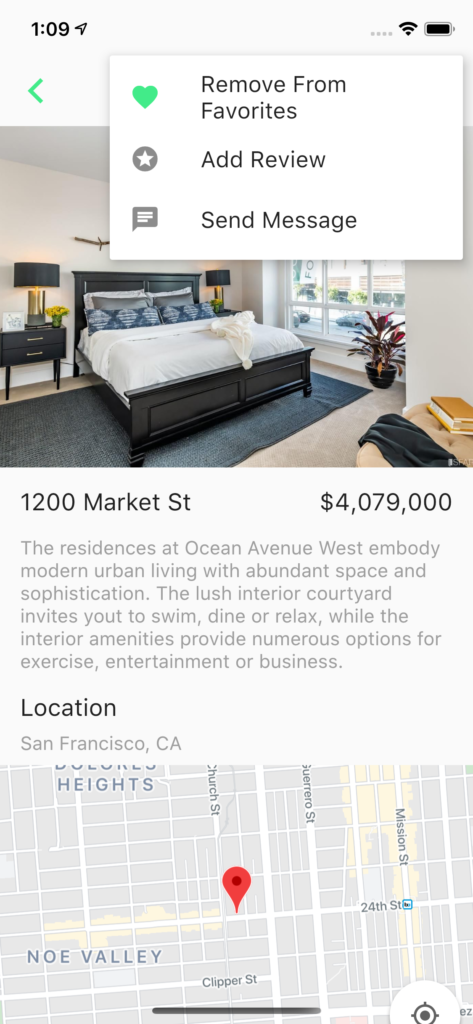 1:09
Remove From
Favorites
Add Review
Send Message
1200 Market St
$4,079,000
The residences at Ocean Avenue West embody
modern urban living with abundant space and
sophistication. The lush interior courtyard
invites yout to swim, dine or relax, while the
interior amenities provide numerous options for
exercise, entertainment or business.
Location
San Francisco, CA
DOLORES
HEIGHTS
Church St
Guerrero St
Mission St
24th St
NOE VALLEY
Clipper St